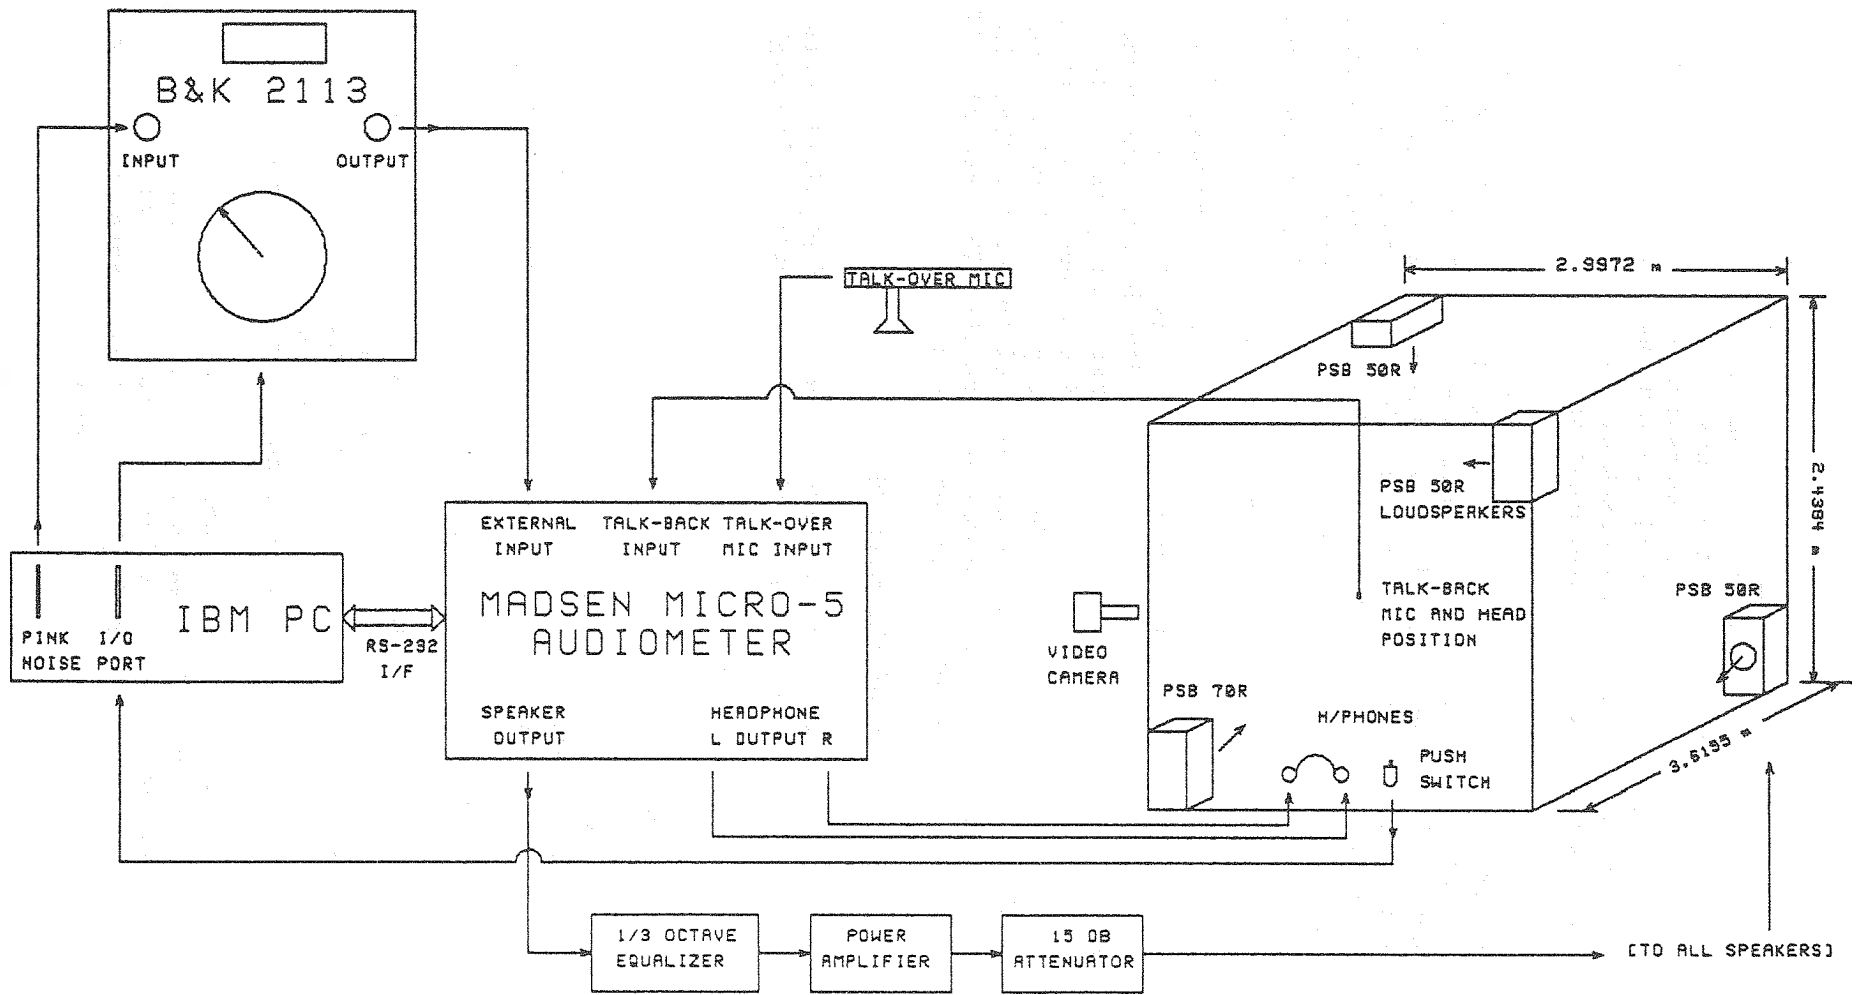 B&K 2113
INPUT
OUTPUT
TALK-OVER MIC
2.9972 m
PSB 50R
PSB 50R
LOUDSPEAKERS
2.4384 m
EXTERNAL
INPUT
TALK-BACK
INPUT
TALK-OVER
MIC INPUT
MADSEN MICRO-5
AUDIOMETER
IBM PC
PINK
NOISE
I/O
PORT
RS-232
I/F
VIDEO
CAMERA
TALK-BACK
MIC AND HEAD
POSITION
PSB 50R
PSB 70R
SPEAKER
OUTPUT
HEADPHONE
L OUTPUT R
H/PHONES
PUSH
SWITCH
3.6195 m
1/3 OCTAVE
EQUALIZER
POWER
AMPLIFIER
15 DB
ATTENUATOR
[TO ALL SPEAKERS]